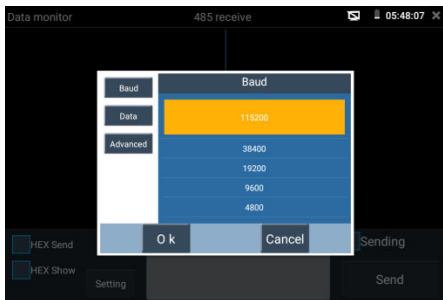 Data monitor 485 receive 05:48:07
Baud
Baud
Data
115200
Advanced
38400
19200
9600
4800
O k Cancel
HEX Send
Sending
HEX Show
Setting
Send